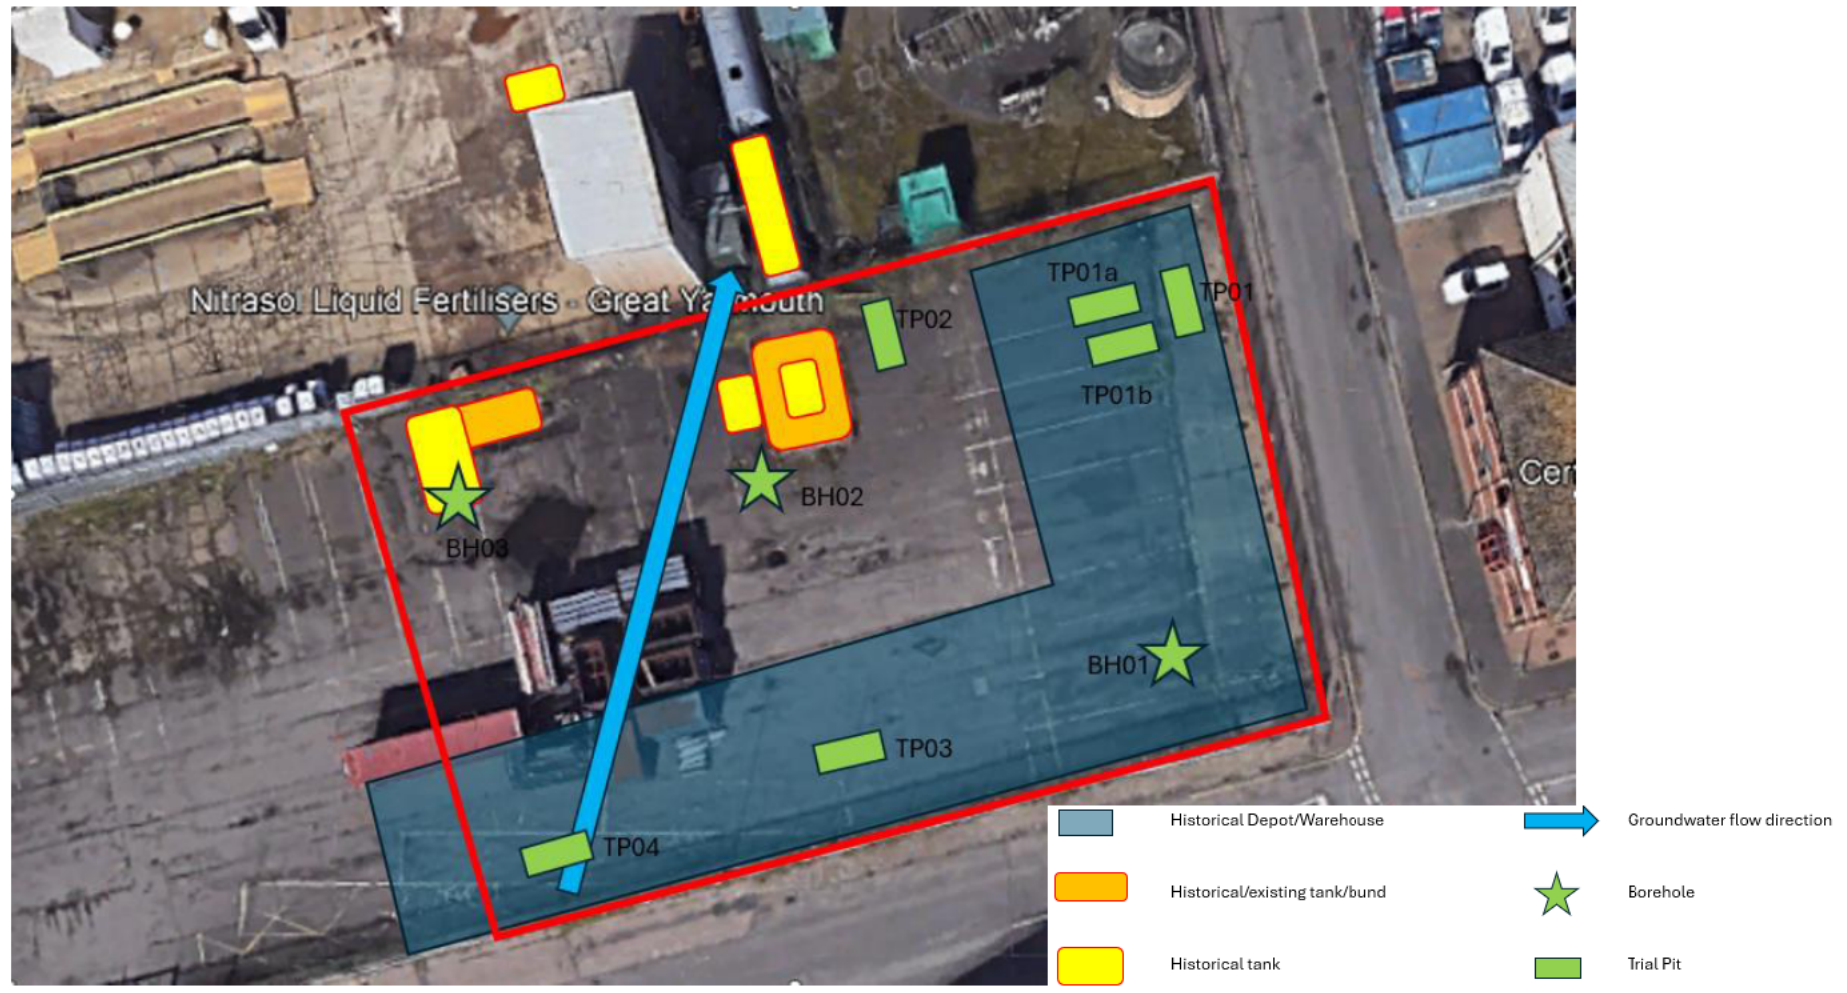 TP01a
TP01
Nitrasol Liquid Fertilisers - Great Yarmouth
TP02
TP01b
Cen
BH02
BH03
BH01
TP03
TP04
Historical Depot/Warehouse
Groundwater flow direction
Historical/existing tank/bund
Borehole
Historical tank
Trial Pit